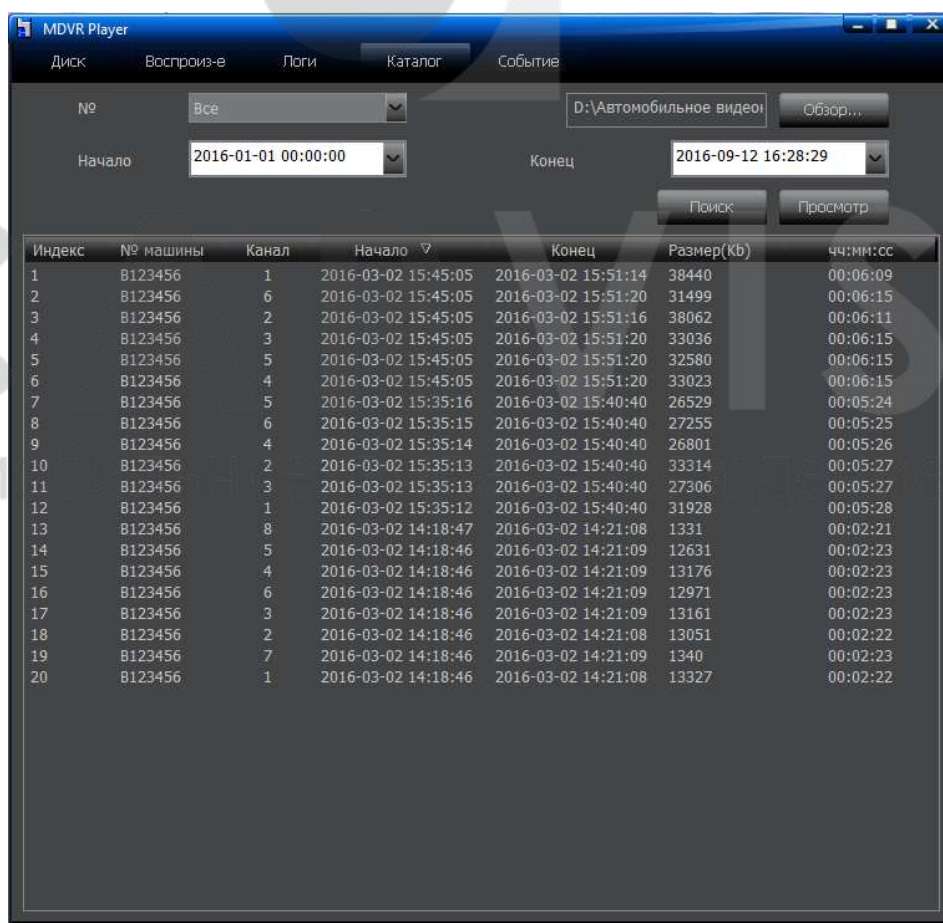 MDVR Player
Диск Воспроиз-е Логи Каталог Событие
№ Все D:\Автомобильное видео Обзор...
Начало 2016-01-01 00:00:00 Конец 2016-09-12 16:28:29
Поиск Просмотр
Индекс № машины Канал Начало Конец Размер(Kb) чч:мм:сс
1 B123456 1 2016-03-02 15:45:05 2016-03-02 15:51:14 38440 00:06:09
2 B123456 6 2016-03-02 15:45:05 2016-03-02 15:51:20 31499 00:06:15
3 B123456 2 2016-03-02 15:45:05 2016-03-02 15:51:16 38062 00:06:11
4 B123456 3 2016-03-02 15:45:05 2016-03-02 15:51:20 33036 00:06:15
5 B123456 5 2016-03-02 15:45:05 2016-03-02 15:51:20 32580 00:06:15
6 B123456 4 2016-03-02 15:45:05 2016-03-02 15:51:20 33023 00:06:15
7 B123456 5 2016-03-02 15:35:16 2016-03-02 15:40:40 26529 00:05:24
8 B123456 6 2016-03-02 15:35:15 2016-03-02 15:40:40 27255 00:05:25
9 B123456 4 2016-03-02 15:35:14 2016-03-02 15:40:40 26801 00:05:26
10 B123456 2 2016-03-02 15:35:13 2016-03-02 15:40:40 33314 00:05:27
11 B123456 3 2016-03-02 15:35:13 2016-03-02 15:40:40 27306 00:05:27
12 B123456 1 2016-03-02 15:35:12 2016-03-02 15:40:40 31928 00:05:28
13 B123456 8 2016-03-02 14:18:47 2016-03-02 14:21:08 1331 00:02:21
14 B123456 5 2016-03-02 14:18:46 2016-03-02 14:21:09 12631 00:02:23
15 B123456 4 2016-03-02 14:18:46 2016-03-02 14:21:09 13176 00:02:23
16 B123456 6 2016-03-02 14:18:46 2016-03-02 14:21:09 12971 00:02:23
17 B123456 3 2016-03-02 14:18:46 2016-03-02 14:21:09 13161 00:02:23
18 B123456 2 2016-03-02 14:18:46 2016-03-02 14:21:08 13051 00:02:22
19 B123456 7 2016-03-02 14:18:46 2016-03-02 14:21:09 1340 00:02:23
20 B123456 1 2016-03-02 14:18:46 2016-03-02 14:21:08 13327 00:02:22